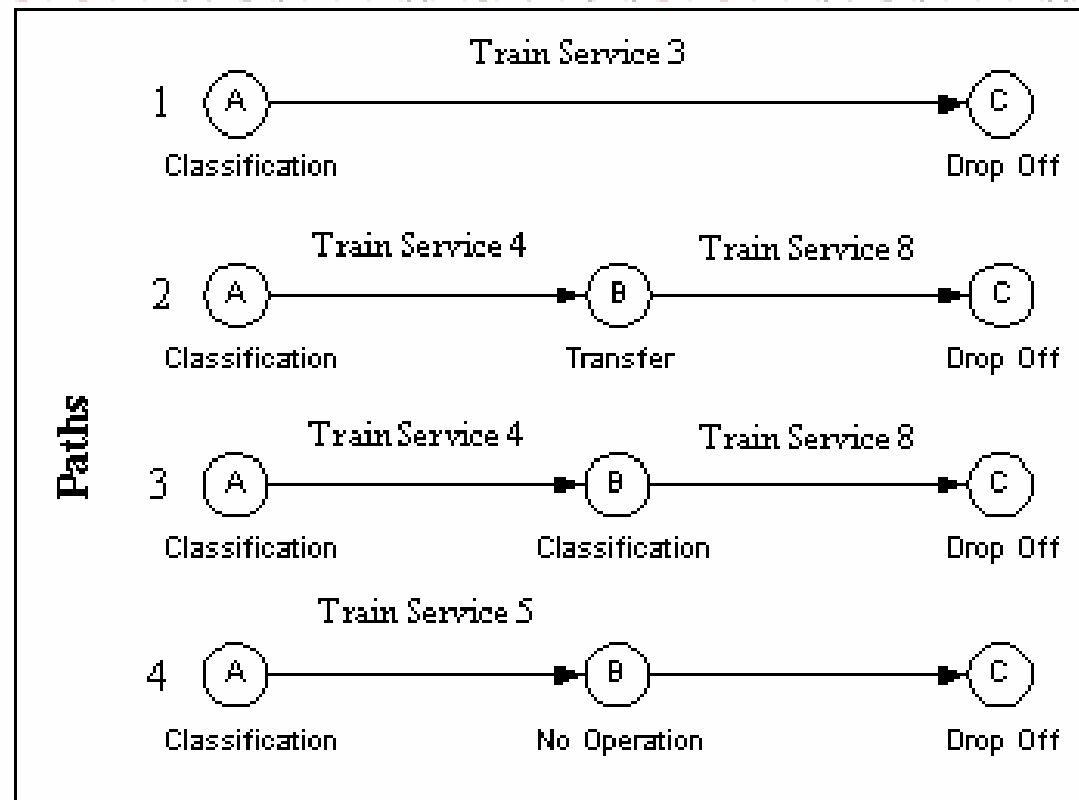 Train Service 3
1 A C
Classification Drop Off
Train Service 4 Train Service 8
2 A B C
Classification Transfer Drop Off
Paths
Train Service 4 Train Service 8
3 A B C
Classification Classification Drop Off
Train Service 5
4 A B C
Classification No Operation Drop Off